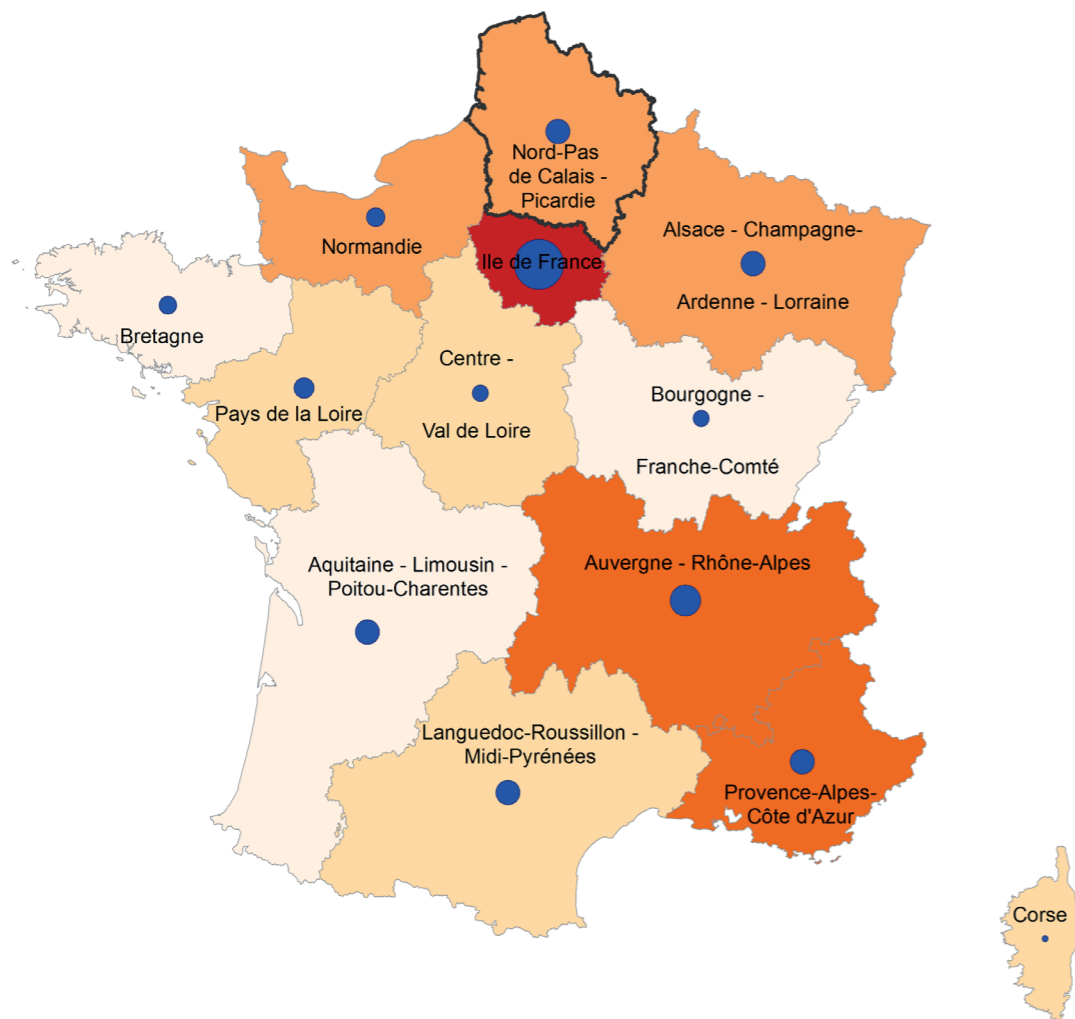 Nord-Pas
de Calais -
Picardie
Normandie
Alsace - Champagne-
Ardenne - Lorraine
Ile de France
Bretagne
Centre -
Val de Loire
Pays de la Loire
Bourgogne -
Franche-Comté
Aquitaine - Limousin -
Poitou-Charentes
Auvergne - Rhône-Alpes
Languedoc-Roussillon -
Midi-Pyrénées
Provence-Alpes-
Côte d'Azur
Corse